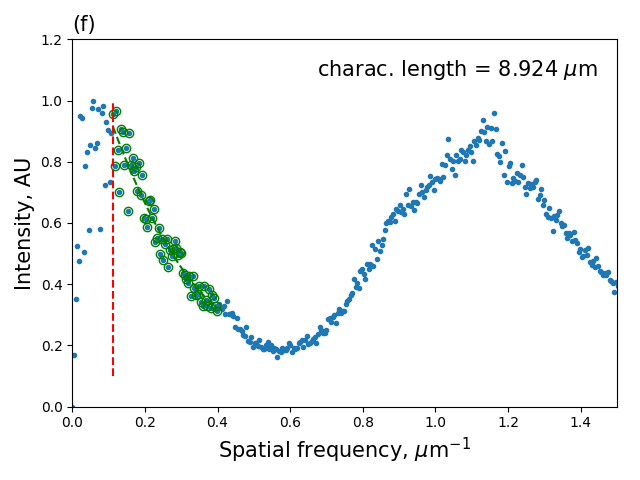 (f)
charac. length = 8.924 μm
Intensity, AU
1.2
1.0
0.8
0.6
0.4
0.2
0.0
0.0 0.2 0.4 0.6 0.8 1.0 1.2 1.4
Spatial frequency, μm⁻¹